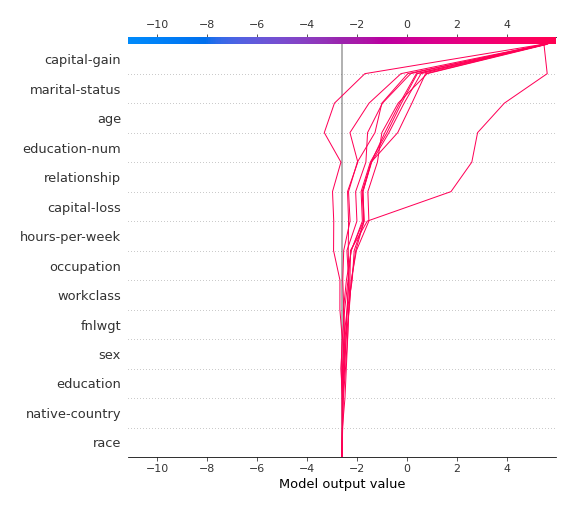 −10 −8 −6 −4 −2 0 2 4
capital-gain
marital-status
age
education-num
relationship
capital-loss
hours-per-week
occupation
workclass
fnlwgt
sex
education
native-country
race
−10 −8 −6 −4 −2 0 2 4
Model output value